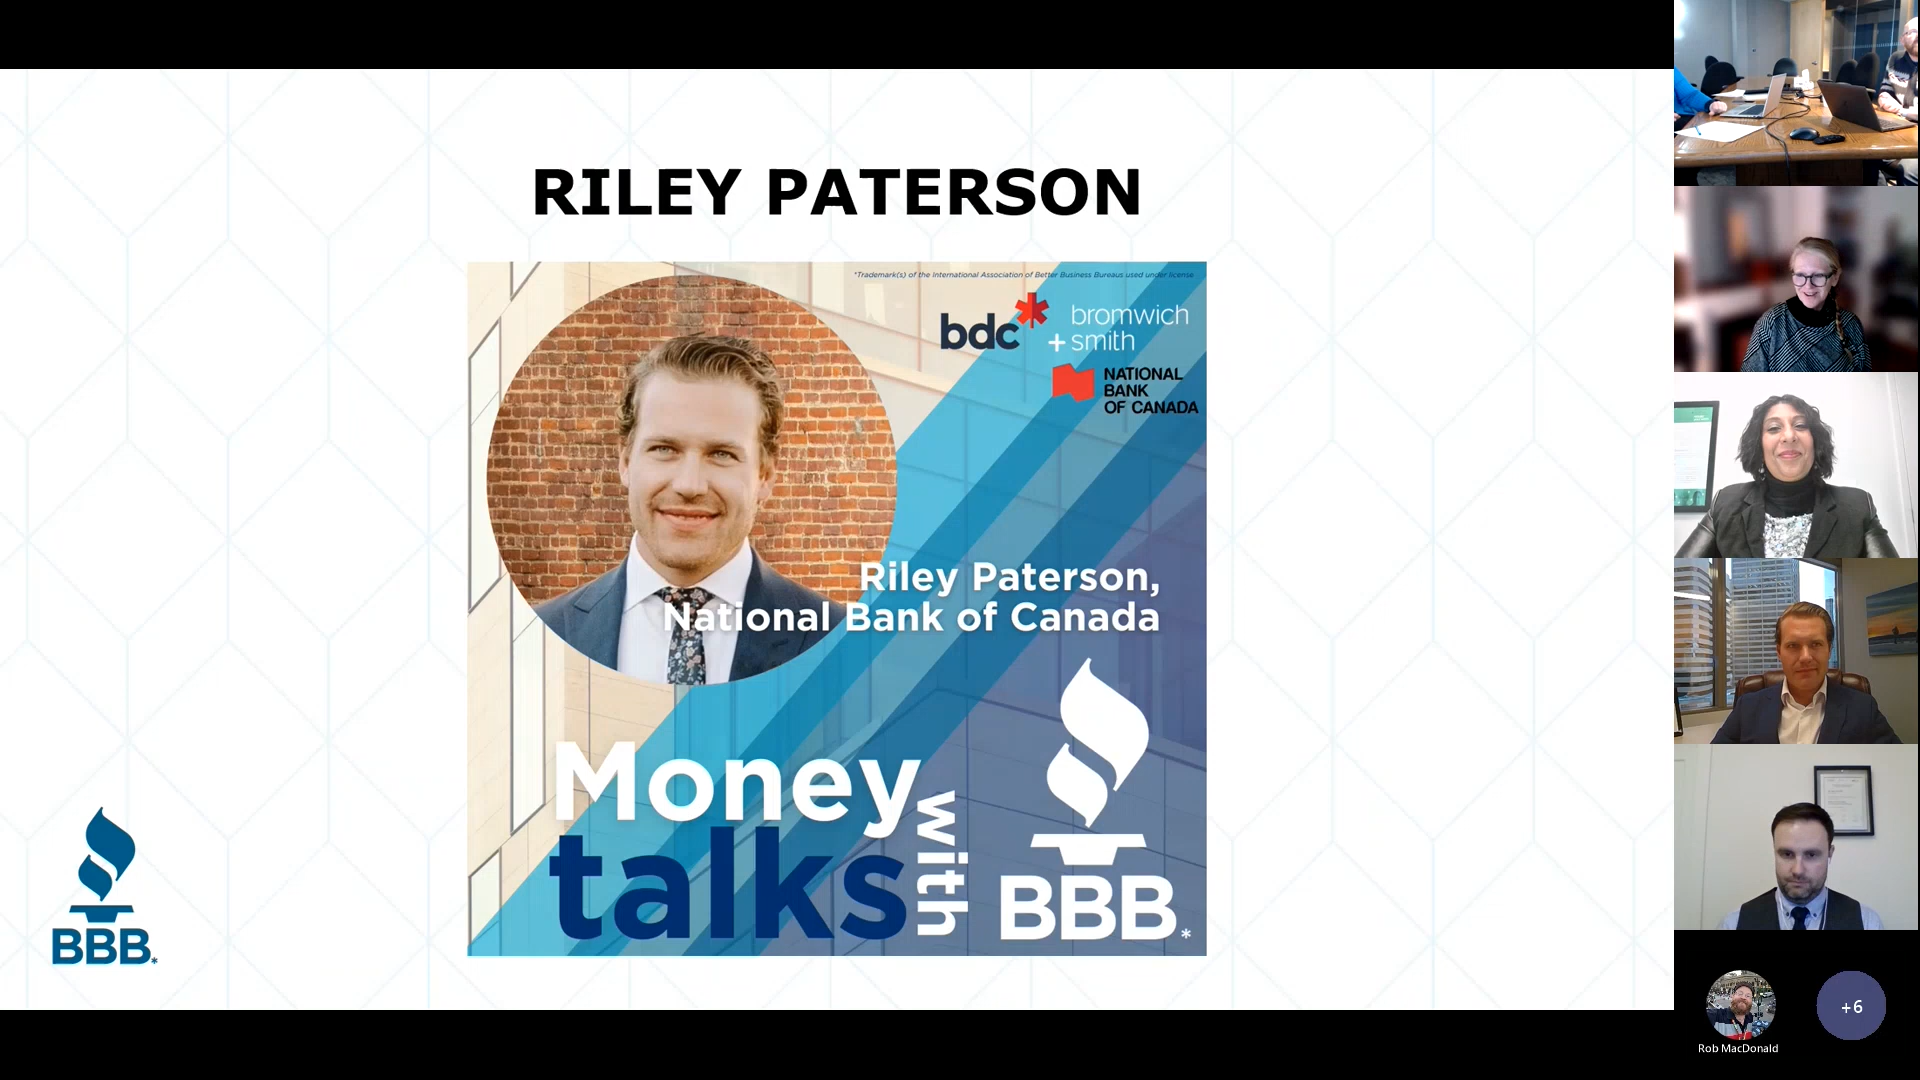 RILEY PATERSON
*Trademark(s) of the International Association of Better Business Bureaus used under license
bdc*
bromwich
+ smith
NATIONAL
BANK
OF CANADA
Riley Paterson,
National Bank of Canada
Money
talks
with
BBB*
BBB*
Rob MacDonald
+6